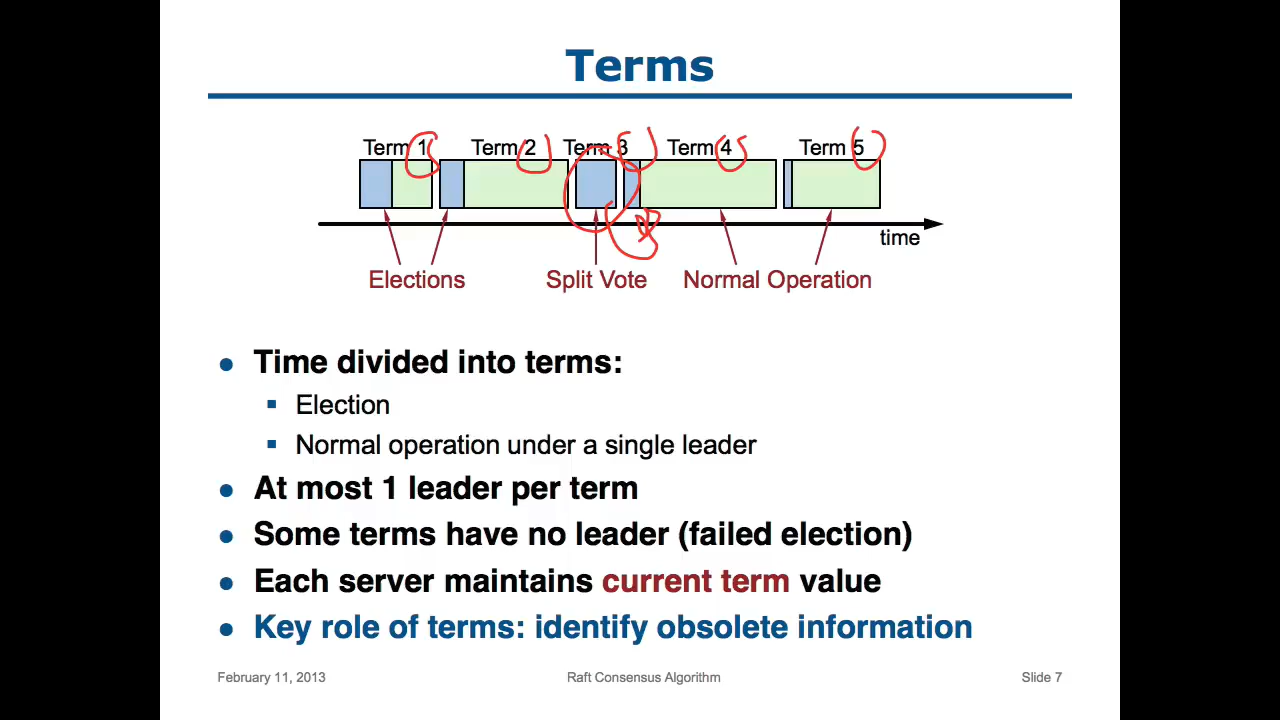 Terms
Term 1 Term 2 Term 3 Term 4 Term 5
time
Elections Split Vote Normal Operation
Time divided into terms:
Election
Normal operation under a single leader
At most 1 leader per term
Some terms have no leader (failed election)
Each server maintains current term value
Key role of terms: identify obsolete information
February 11, 2013 Raft Consensus Algorithm Slide 7